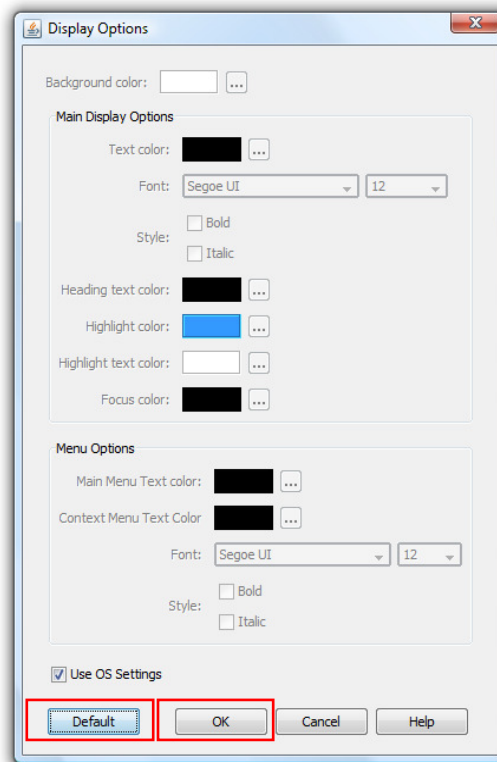 Display Options
Background color: ...
Main Display Options
Text color: ...
Font: Segoe UI 12
Style: Bold
Italic
Heading text color: ...
Highlight color: ...
Highlight text color: ...
Focus color: ...
Menu Options
Main Menu Text color: ...
Context Menu Text Color ...
Font: Segoe UI 12
Style: Bold
Italic
Use OS Settings
Default OK Cancel Help